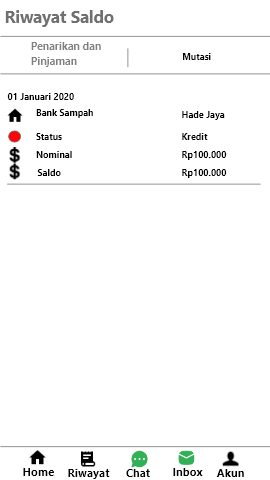 Riwayat Saldo
Penarikan dan
Pinjaman
Mutasi
01 Januari 2020
Bank Sampah Hade Jaya
Status Kredit
Nominal Rp100.000
Saldo Rp100.000
Home Riwayat Chat Inbox Akun